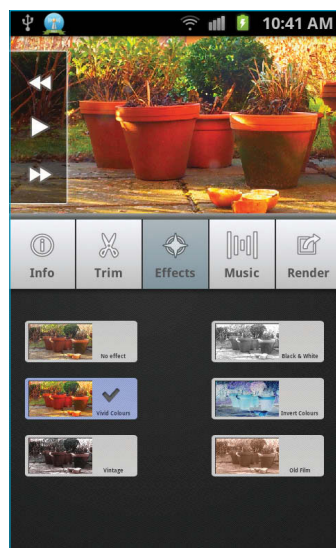 10:41 AM
Info
Trim
Effects
Music
Render
No effect
Black & White
Vivid Colours
Invert Colours
Vintage
Old Film